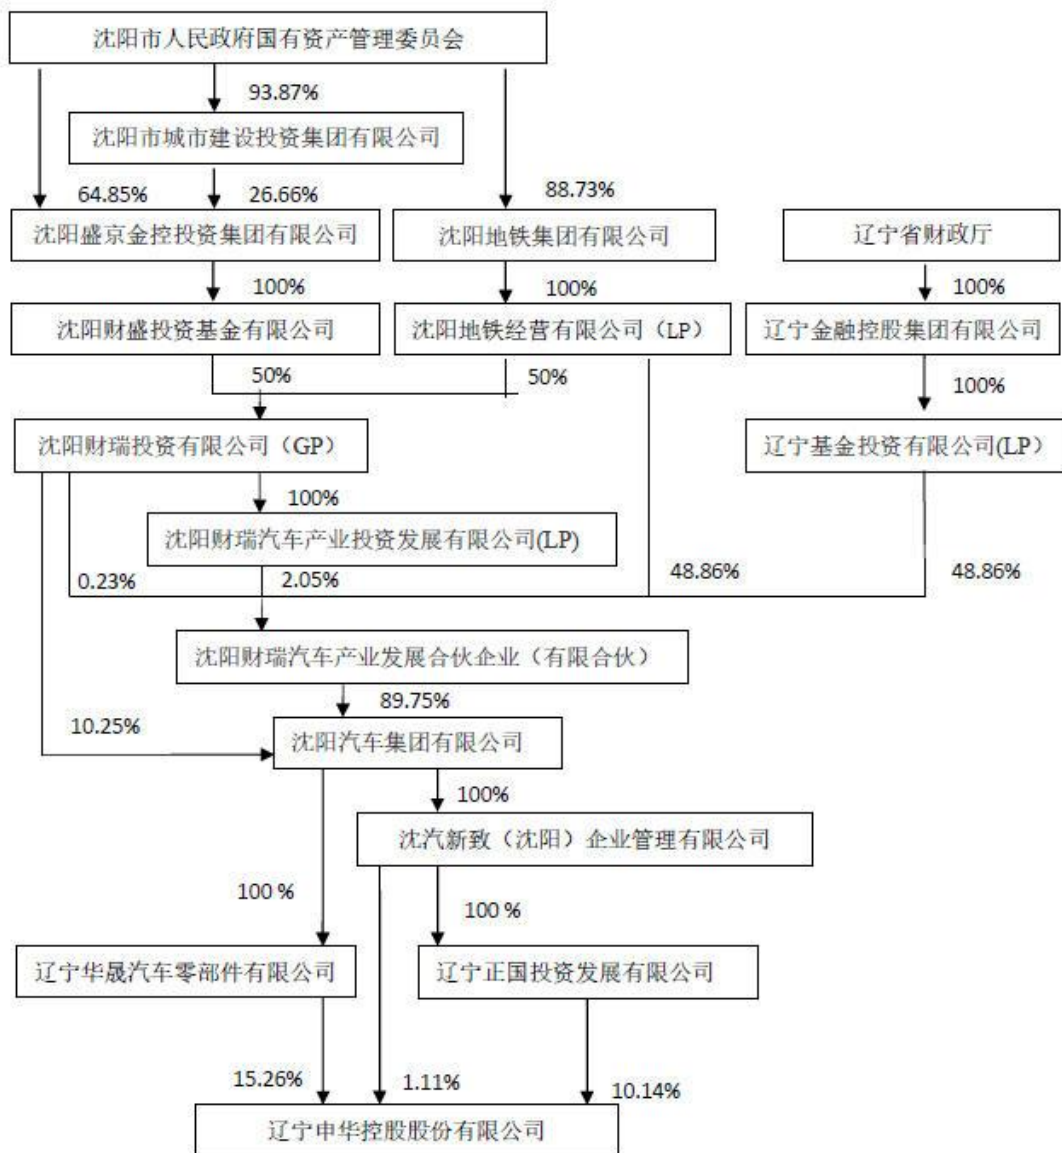 沈阳市人民政府国有资产管理委员会
93.87%
沈阳市城市建设投资集团有限公司
64.85%
26.66%
88.73%
沈阳盛京金控投资集团有限公司
沈阳地铁集团有限公司
辽宁省财政厅
100%
100%
100%
沈阳财盛投资基金有限公司
沈阳地铁经营有限公司（LP）
辽宁金融控股集团有限公司
50%
50%
100%
沈阳财瑞投资有限公司（GP）
辽宁基金投资有限公司(LP）
100%
沈阳财瑞汽车产业投资发展有限公司(LP)
0.23%
2.05%
48.86%
48.86%
沈阳财瑞汽车产业发展合伙企业（有限合伙）
89.75%
10.25%
沈阳汽车集团有限公司
100%
沈汽新致（沈阳）企业管理有限公司
100 %
100 %
辽宁华晟汽车零部件有限公司
辽宁正国投资发展有限公司
15.26%
1.11%
10.14%
辽宁申华控股股份有限公司